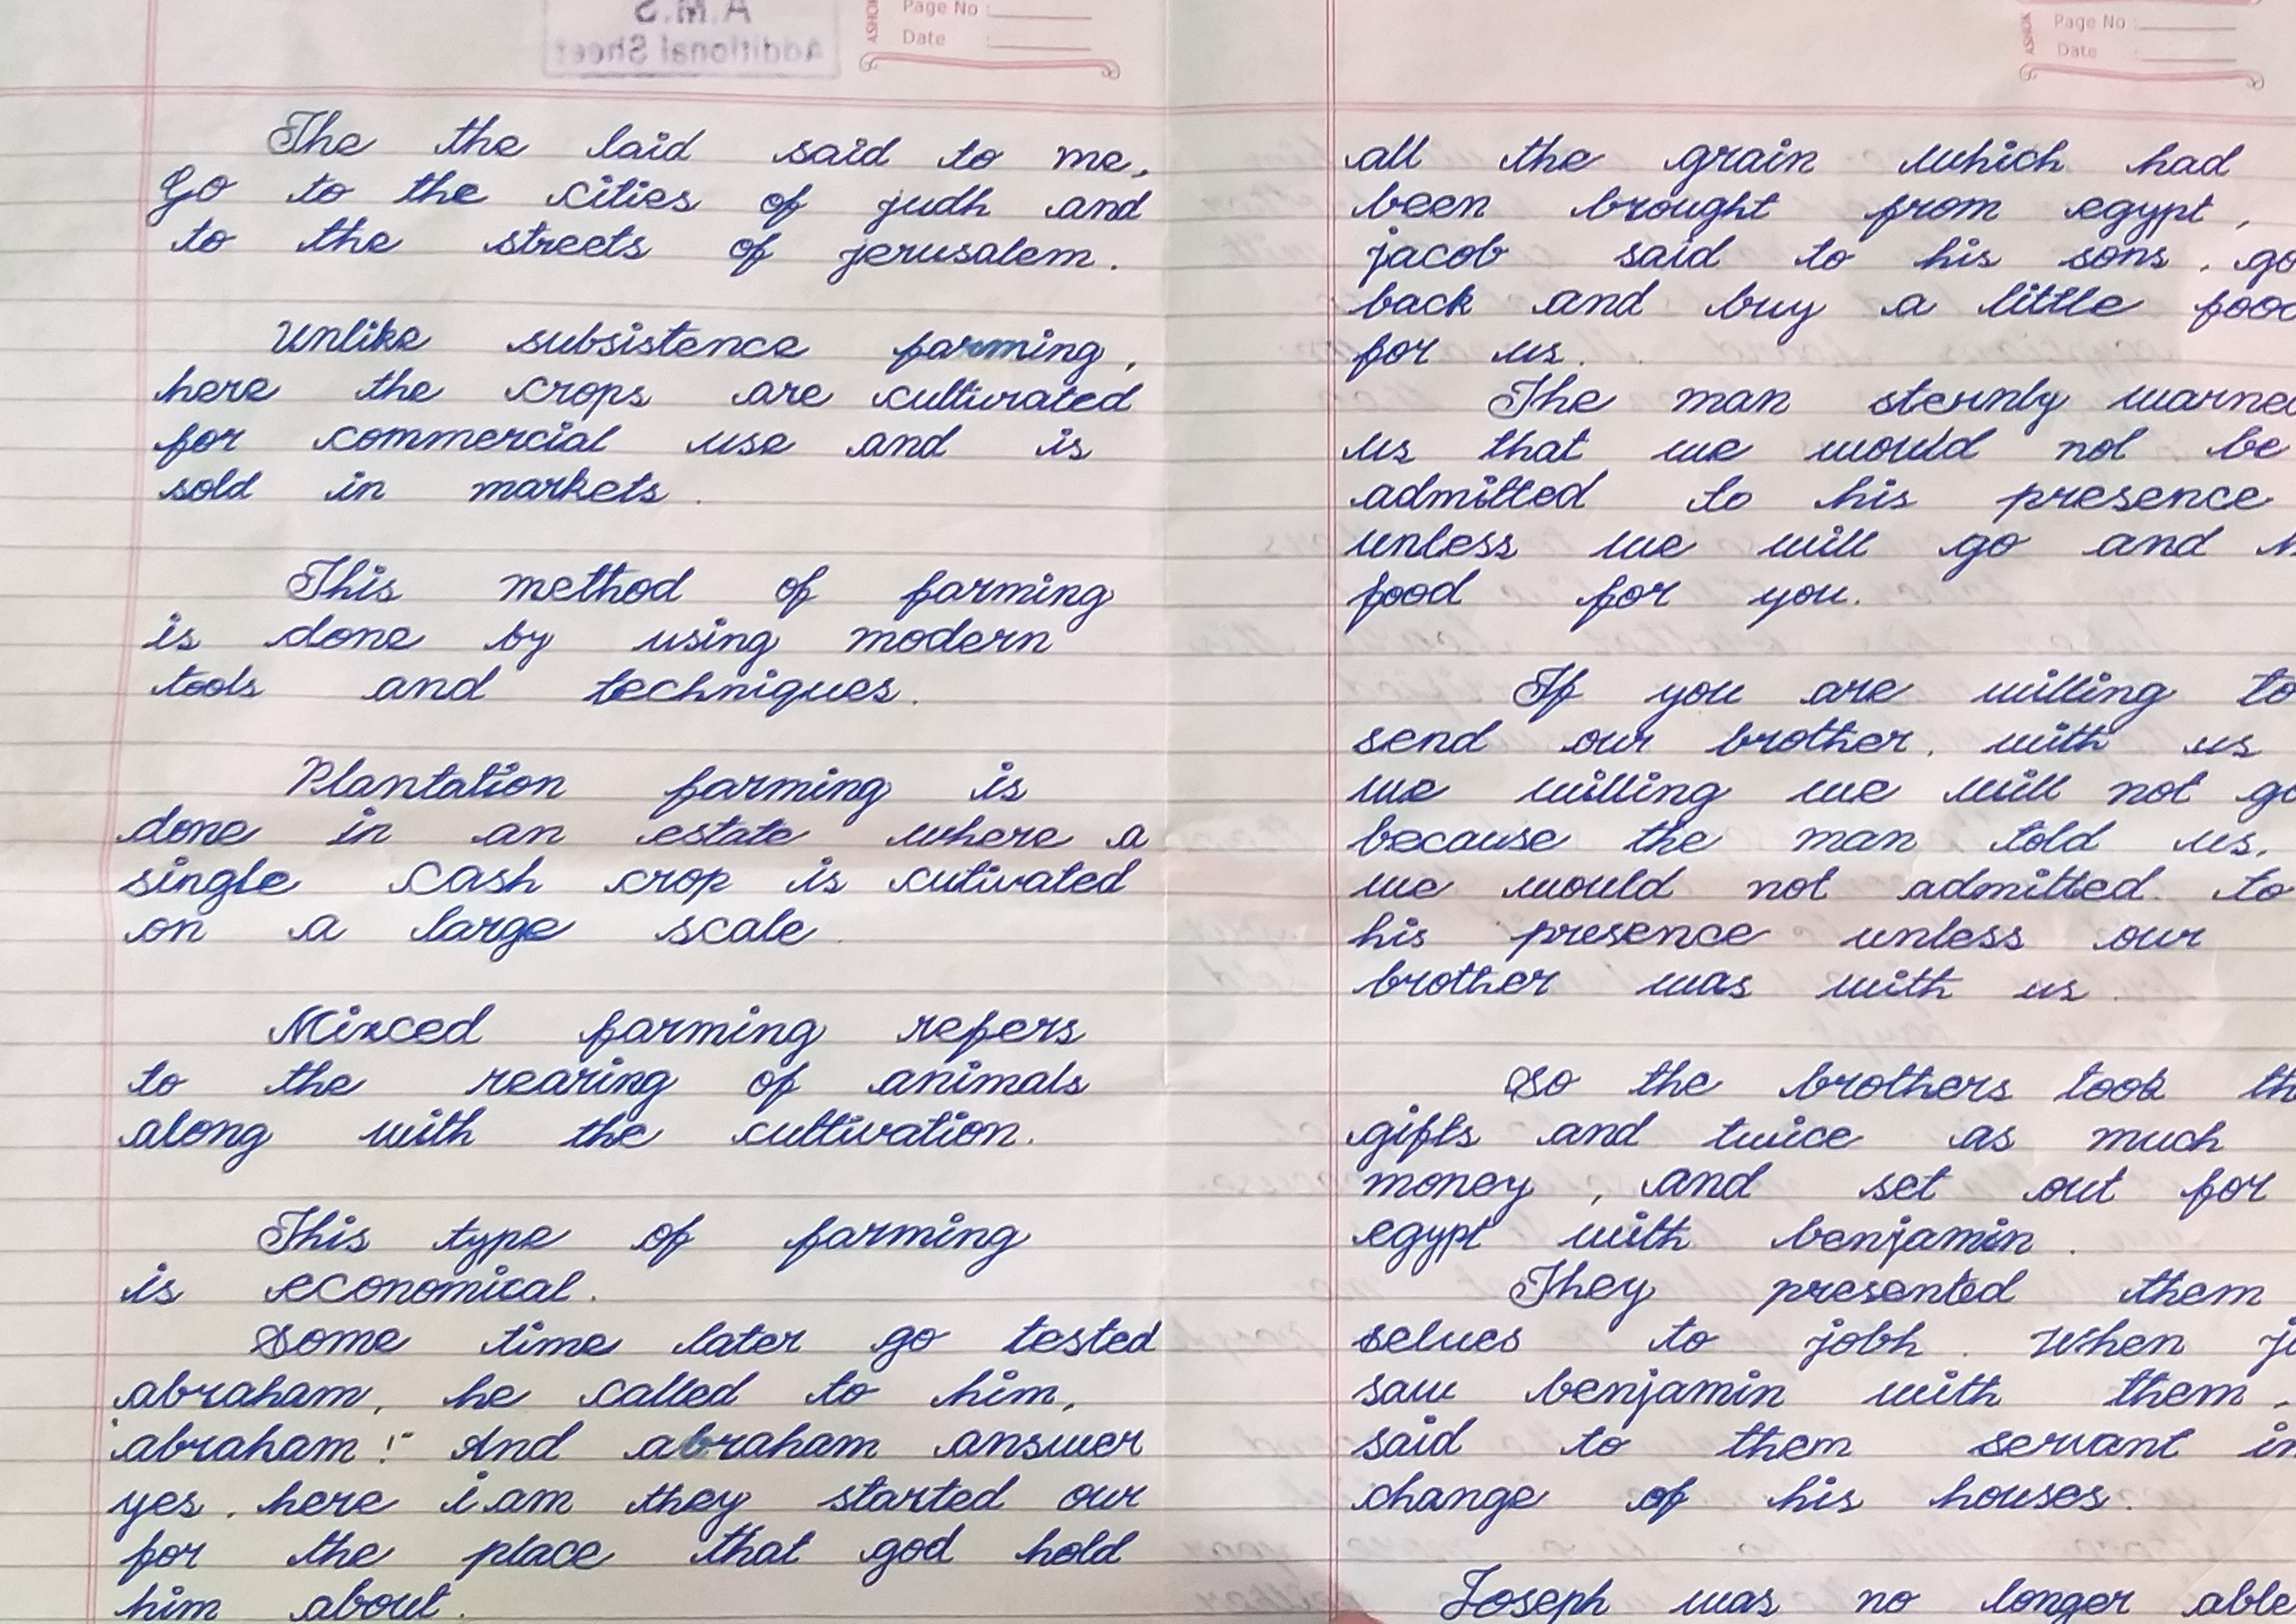 A.M.S
Additional Sheet
ASHOK
Page No :
Date :
The the laid said to me,
Go to the cities of judh and
to the streets of jerusalem.
Unlike subsistence farming,
here the crops are cultivated
for commercial use and is
sold in markets.
This method of farming
is done by using modern
tools and techniques.
Plantation farming is
done in an estate where a
single cash crop is cutivated
on a large scale.
Mixced farming refers
to the rearing of animals
along with the cultivation.
This type of farming
is economical.
Some time later go tested
abraham, he called to him,
"abraham!" And abraham answer
yes. here i am they started our
for the place that god hold
him about.
ASHOK
Page No :
Date :
all the grain which had
been brought from egypt,
jacob said to his sons. go
back and buy a little
for us.
The man sternly
us that we would not be
admitted to his presence
unless we will go and
food for you.
If you are willing to
send our brother. with us
we willing we will not go
because the man told us.
we would not admitted. to
his presence unless our
brother was with us.
So the brothers took
gifts and twice as much
money, and set out for
egypt with benjamin.
They presented them
selves to jobh. When
saw benjamin with them,
said to them servant in
change of his houses.
Joseph was no longer able